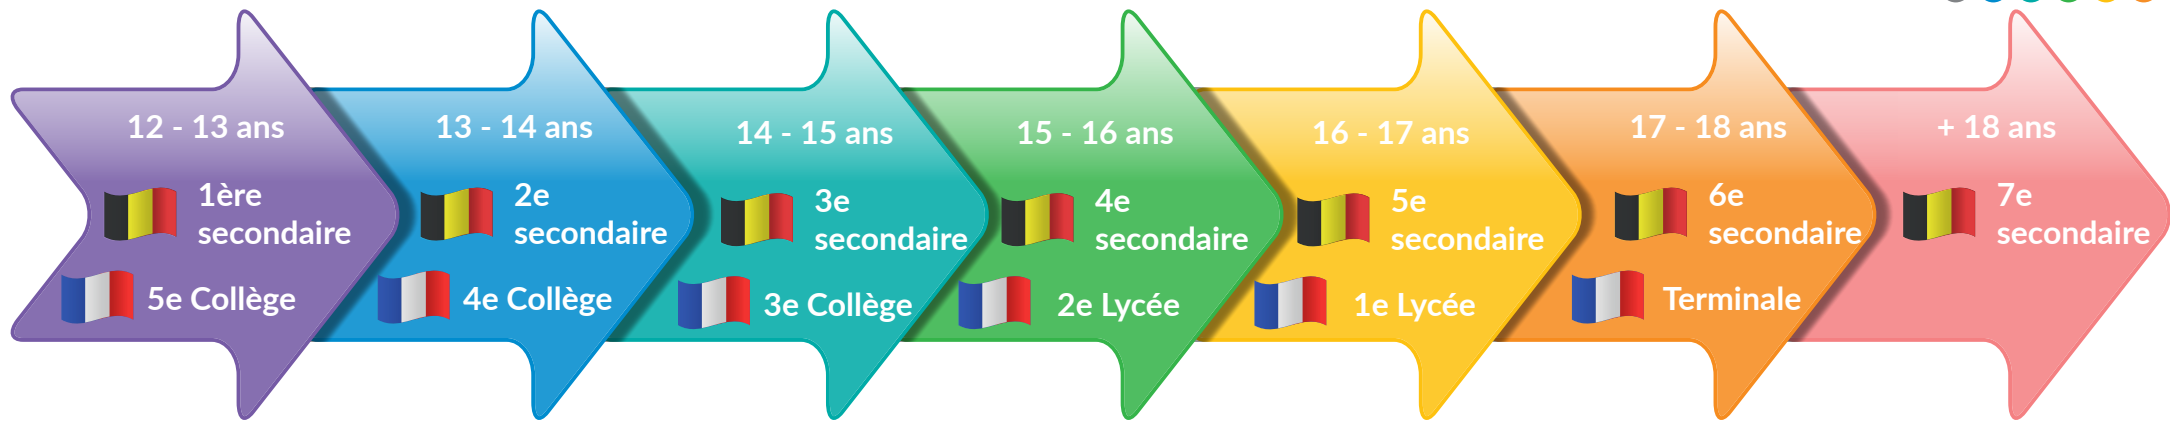 12 - 13 ans
1ère
secondaire
5e Collège
13 - 14 ans
2e
secondaire
4e Collège
14 - 15 ans
3e
secondaire
3e Collège
15 - 16 ans
4e
secondaire
2e Lycée
16 - 17 ans
5e
secondaire
1e Lycée
17 - 18 ans
6e
secondaire
Terminale
+ 18 ans
7e
secondaire